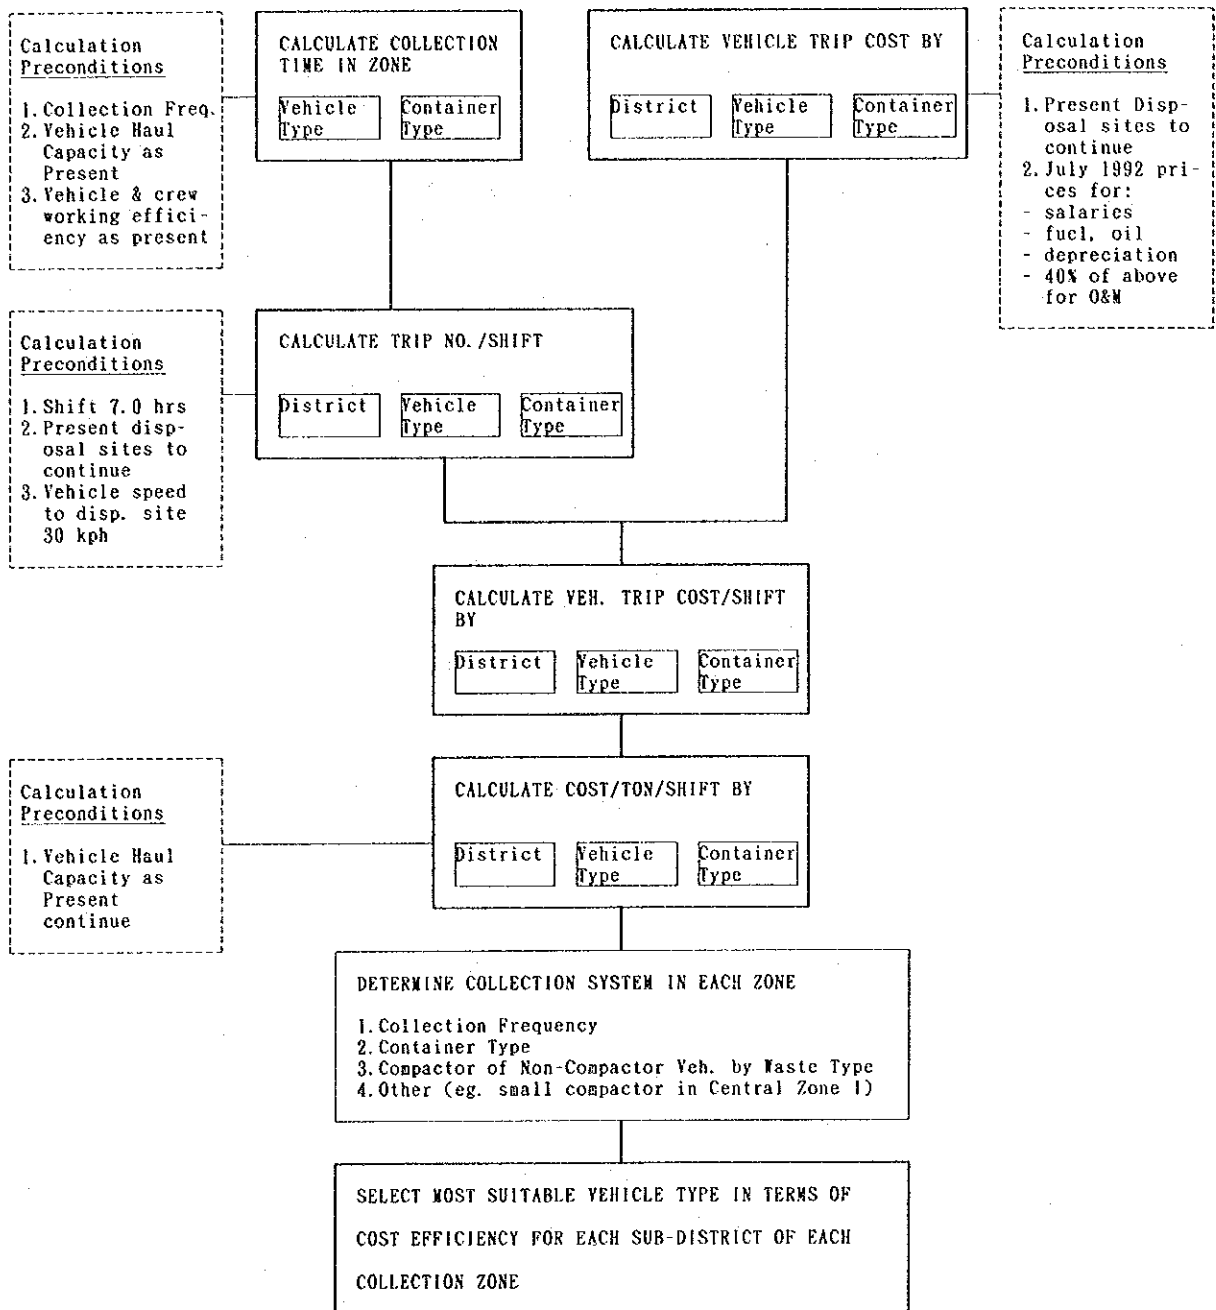 Calculation
Preconditions
1. Collection Freq.
2. Vehicle Haul
Capacity as
Present
3. Vehicle & crew
working effici-
ency as present
CALCULATE COLLECTION
TIME IN ZONE
Vehicle
Type
Container
Type
CALCULATE VEHICLE TRIP COST BY
District
Vehicle
Type
Container
Type
Calculation
Preconditions
1. Present Disp-
osal sites to
continue
2. July 1992 pri-
ces for:
- salaries
- fuel, oil
- depreciation
- 40% of above
for O&M
Calculation
Preconditions
1. Shift 7.0 hrs
2. Present disp-
osal sites to
continue
3. Vehicle speed
to disp. site
30 kph
CALCULATE TRIP NO./SHIFT
District
Vehicle
Type
Container
Type
CALCULATE VEH. TRIP COST/SHIFT
BY
District
Vehicle
Type
Container
Type
Calculation
Preconditions
1. Vehicle Haul
Capacity as
Present
continue
CALCULATE COST/TON/SHIFT BY
District
Vehicle
Type
Container
Type
DETERMINE COLLECTION SYSTEM IN EACH ZONE
1. Collection Frequency
2. Container Type
3. Compactor of Non-Compactor Veh. by Waste Type
4. Other (eg. small compactor in Central Zone I)
SELECT MOST SUITABLE VEHICLE TYPE IN TERMS OF
COST EFFICIENCY FOR EACH SUB-DISTRICT OF EACH
COLLECTION ZONE